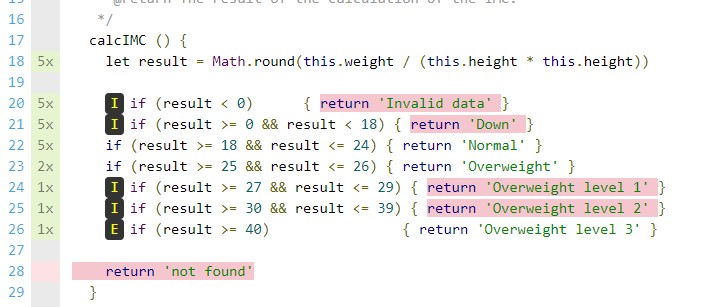 @return The result of the calculation of the imc.
16 */
17 calcIMC () {
18 5x let result = Math.round(this.weight / (this.height * this.height))
19
20 5x I if (result < 0) { return 'Invalid data' }
21 5x I if (result >= 0 && result < 18) { return 'Down' }
22 5x if (result >= 18 && result <= 24) { return 'Normal' }
23 2x if (result >= 25 && result <= 26) { return 'Overweight' }
24 1x I if (result >= 27 && result <= 29) { return 'Overweight level 1' }
25 1x I if (result >= 30 && result <= 39) { return 'Overweight level 2' }
26 1x E if (result >= 40) { return 'Overweight level 3' }
27
28 return 'not found'
29 }